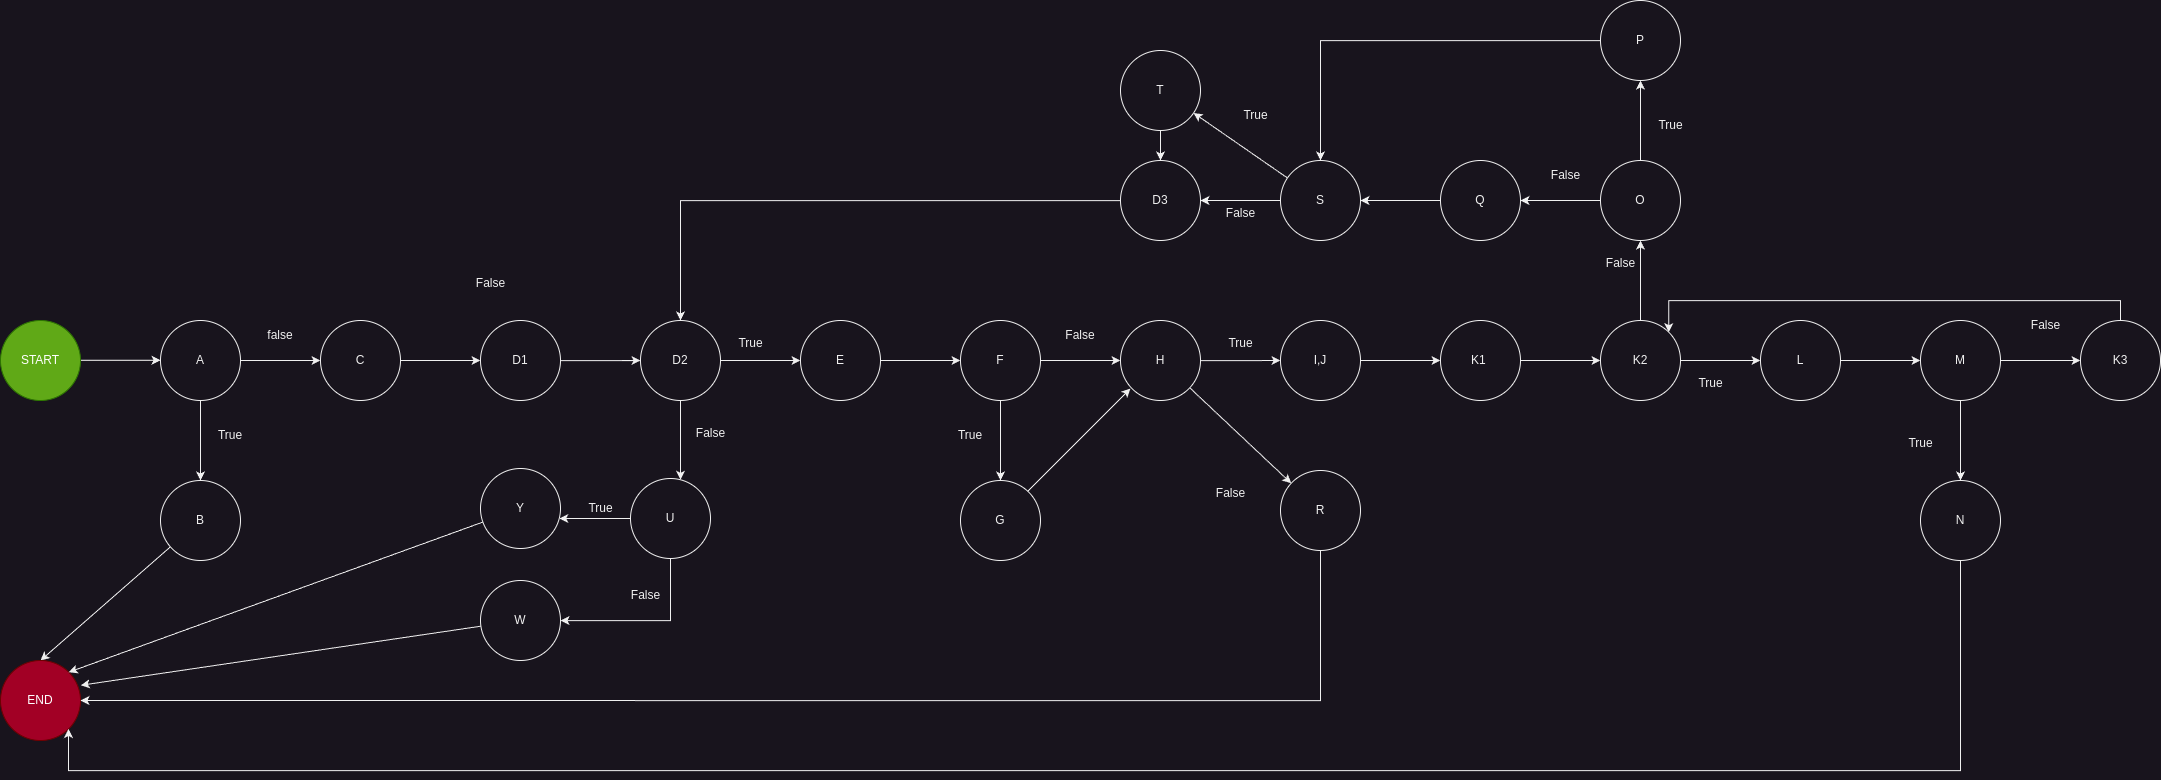 P
T
True
True
D3
S
Q
False
O
False
False
False
START
A
false
C
D1
D2
True
E
F
False
H
True
I,J
K1
K2
True
L
M
False
K3
True
False
True
True
B
Y
True
U
G
False
R
N
False
W
END